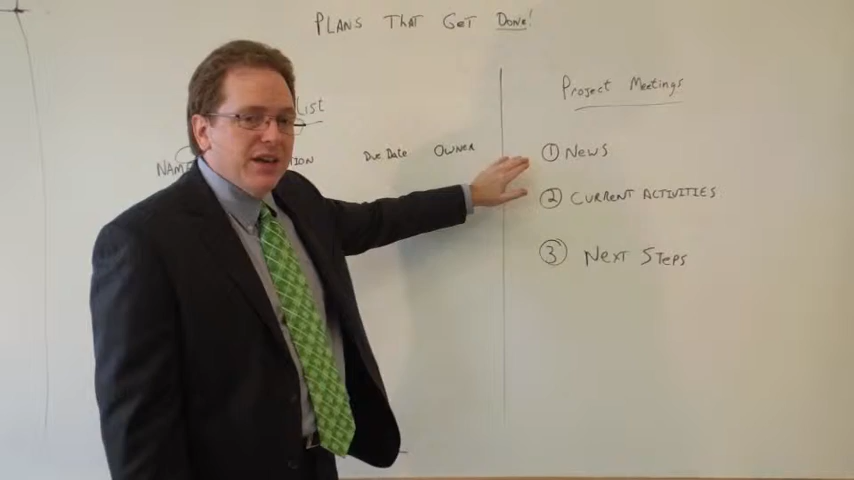 Plans That Get Done!
List
Name
ion
Due Date
Owner
Project Meetings
1 News
2 Current Activities
3 Next Steps